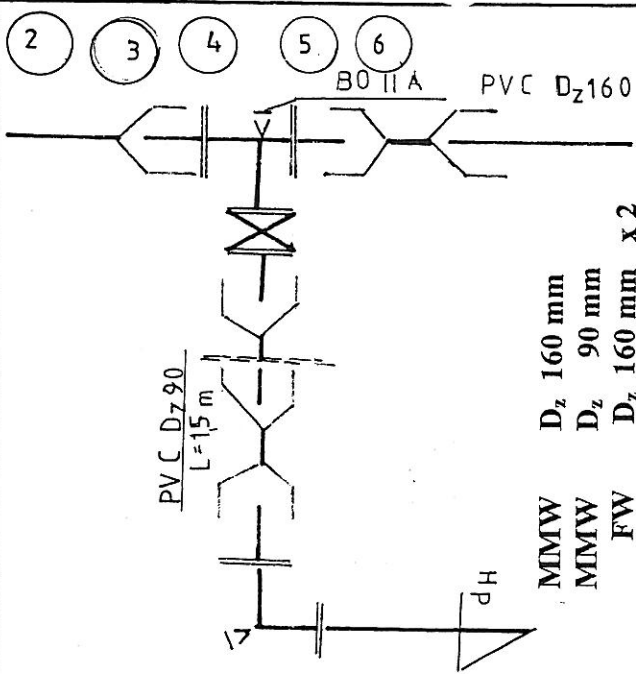 2 3 4 5 6
BO II A PVC Dz160
PVC Dz90
L=1,5m
Hp
MMW Dz 160 mm
MMW Dz 90 mm
FW Dz 160 mm x 2